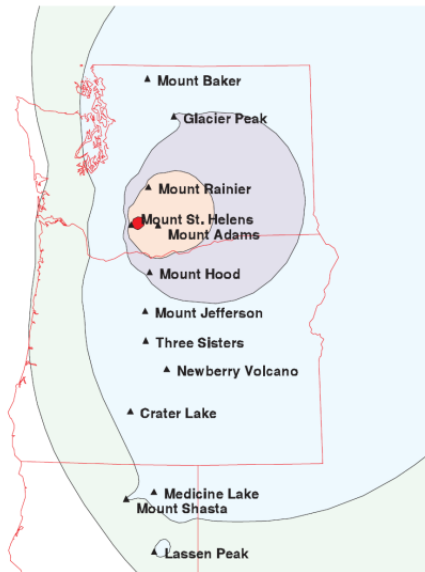 Mount Baker
Glacier Peak
Mount Rainier
Mount St. Helens
Mount Adams
Mount Hood
Mount Jefferson
Three Sisters
Newberry Volcano
Crater Lake
Medicine Lake
Mount Shasta
Lassen Peak